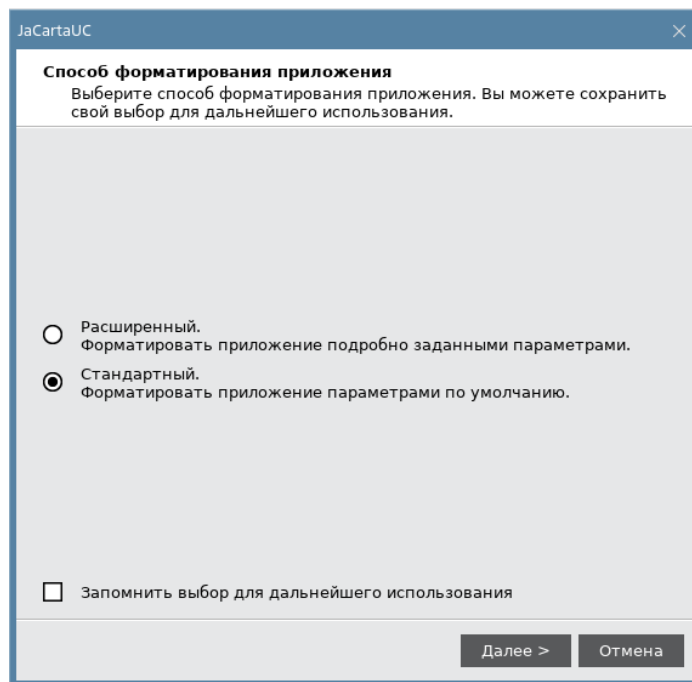 JaCartaUC
Способ форматирования приложения
Выберите способ форматирования приложения. Вы можете сохранить
свой выбор для дальнейшего использования.
Расширенный.
Форматировать приложение подробно заданными параметрами.
Стандартный.
Форматировать приложение параметрами по умолчанию.
Запомнить выбор для дальнейшего использования
Далее > Отмена